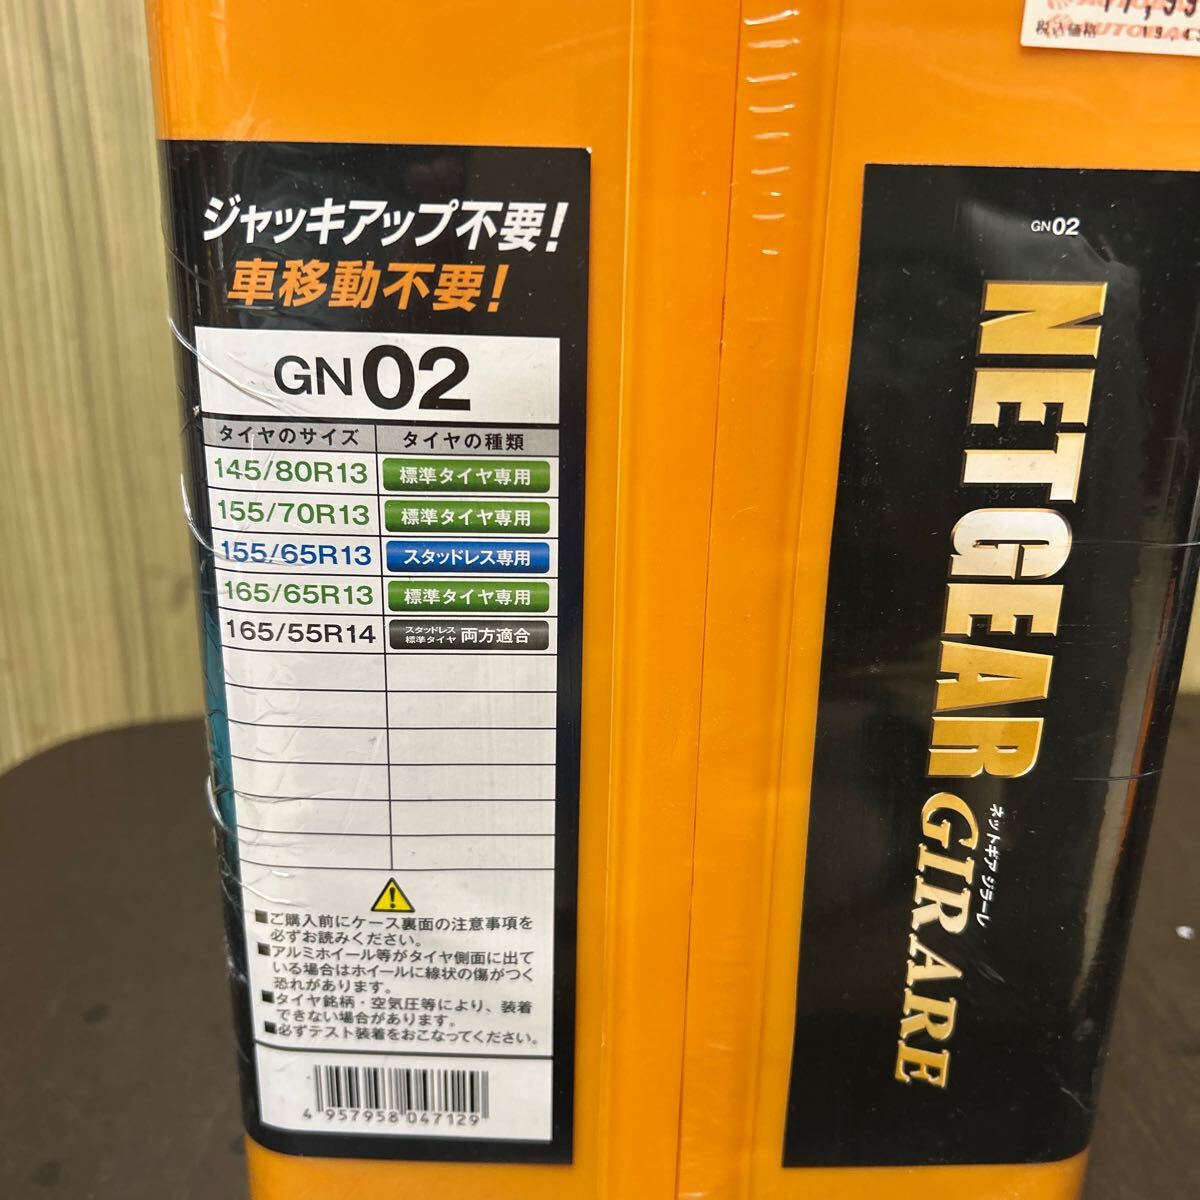 税込価格
AUTOBACS
ジャッキアップ不要！
車移動不要！
GN02
タイヤのサイズ タイヤの種類
145/80R13 標準タイヤ専用
155/70R13 標準タイヤ専用
155/65R13 スタッドレス専用
165/65R13 標準タイヤ専用
165/55R14 スタッドレス 標準タイヤ 両方適合
■ご購入前にケース裏面の注意事項を
必ずお読みください。
■アルミホイール等がタイヤ側面に出て
いる場合はホイールに線状の傷がつく
恐れがあります。
■タイヤ銘柄・空気圧等により、装着
できない場合があります。
■必ずテスト装着をおこなってください。
4 957958 047129
GN02
NETGEAR
GIRARE
ネットギア ジラーレ